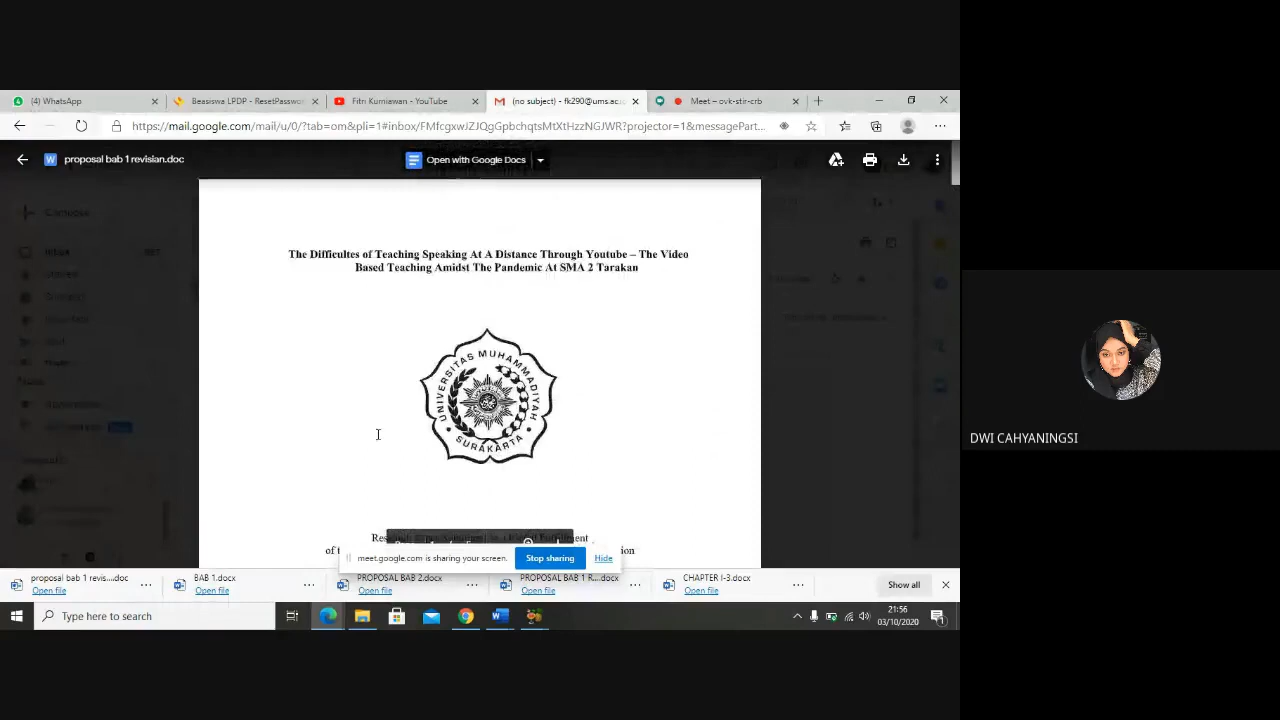 (4) WhatsApp
Beasiswa LPDP - ResetPasswor
Fitri Kurniawan - YouTube
(no subject) - fk290@ums.ac.
Meet – ovk-stir-crb
https://mail.google.com/mail/u/0/?tab=om&pli=1#inbox/FMfcgxwJZJQgGpbchqtsMtXtHzzNGJWR?projector=1&messagePart...
W proposal bab 1 revisian.doc
Open with Google Docs
The Difficultes of Teaching Speaking At A Distance Through Youtube – The Video
Based Teaching Amidst The Pandemic At SMA 2 Tarakan
UNIVERSITAS MUHAMMADIYAH
SURAKARTA
meet.google.com is sharing your screen.
Stop sharing
Hide
DWI CAHYANINGSI
proposal bab 1 revis....doc
Open file
BAB 1.docx
Open file
PROPOSAL BAB 2.docx
Open file
PROPOSAL BAB 1 R....docx
Open file
CHAPTER I-3.docx
Open file
Show all
Type here to search
21:56
03/10/2020